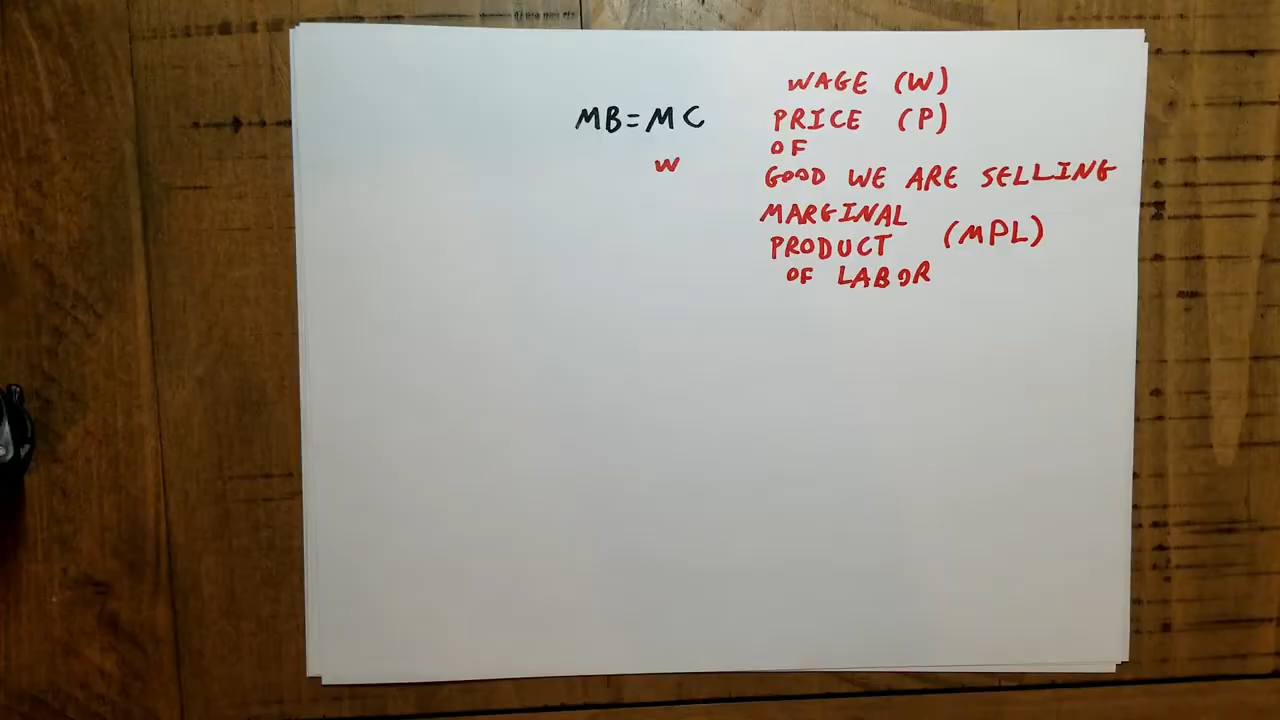 MB=MC
W
WAGE (W)
PRICE (P)
OF
GOOD WE ARE SELLING
MARGINAL
PRODUCT (MPL)
OF LABOR